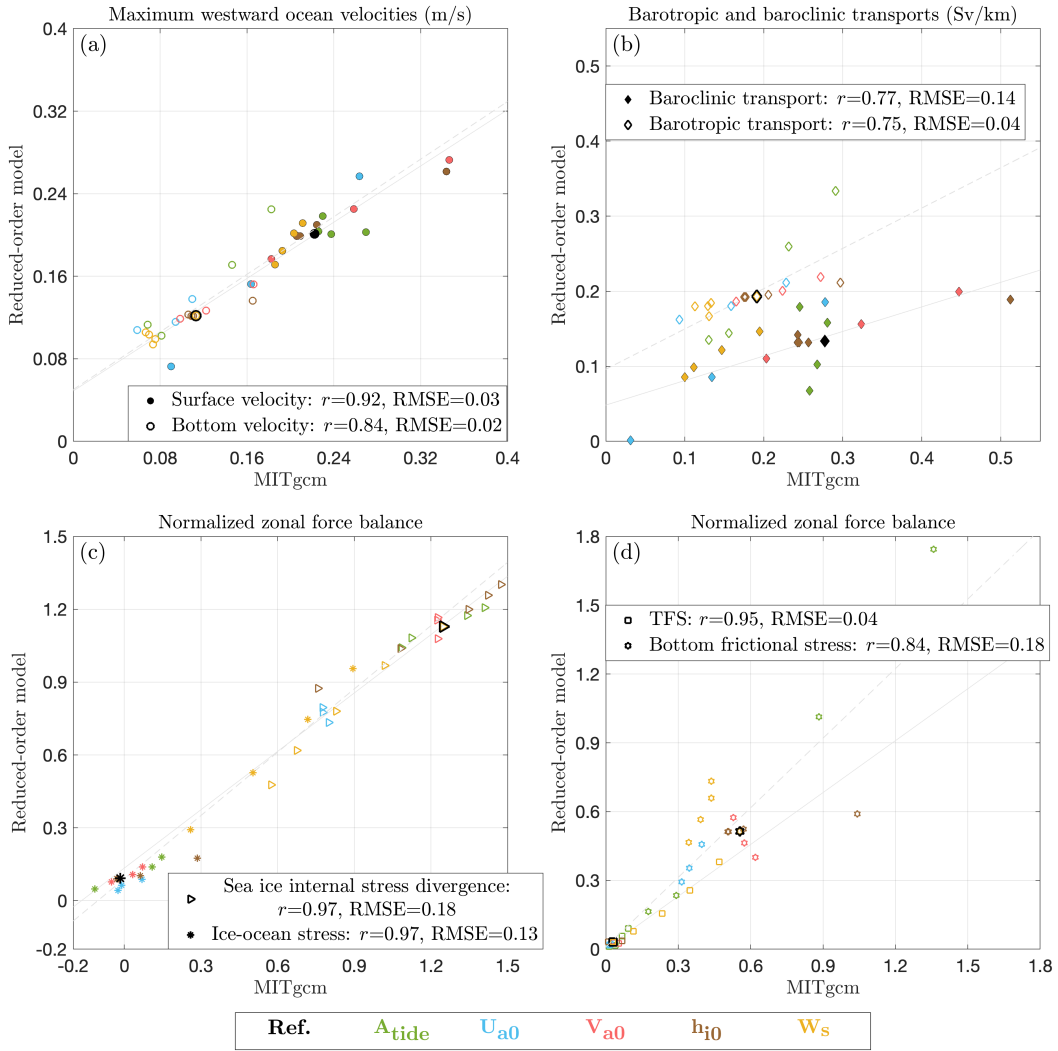 Maximum westward ocean velocities (m/s)
(a)
Reduced-order model
0.4
0.32
0.24
0.16
0.08
0
Surface velocity: r=0.92, RMSE=0.03
Bottom velocity: r=0.84, RMSE=0.02
0 0.08 0.16 0.24 0.32 0.4
MITgcm
Barotropic and baroclinic transports (Sv/km)
(b)
Reduced-order model
0.5
0.4
0.3
0.2
0.1
0
Baroclinic transport: r=0.77, RMSE=0.14
Barotropic transport: r=0.75, RMSE=0.04
0 0.1 0.2 0.3 0.4 0.5
MITgcm
Normalized zonal force balance
(c)
Reduced-order model
1.5
1.2
0.9
0.6
0.3
0
-0.2
Sea ice internal stress divergence:
r=0.97, RMSE=0.18
Ice-ocean stress: r=0.97, RMSE=0.13
-0.2 0 0.3 0.6 0.9 1.2 1.5
MITgcm
Normalized zonal force balance
(d)
Reduced-order model
1.8
1.5
1.2
0.9
0.6
0.3
0
TFS: r=0.95, RMSE=0.04
Bottom frictional stress: r=0.84, RMSE=0.18
0 0.3 0.6 0.9 1.2 1.5 1.8
MITgcm
Ref. A_tide U_a0 V_a0 h_i0 W_s